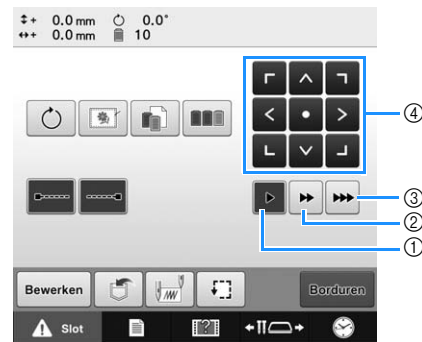 + 0.0 mm 0.0°
+ 0.0 mm 10
④
③
②
①
Bewerken Borduren
Slot